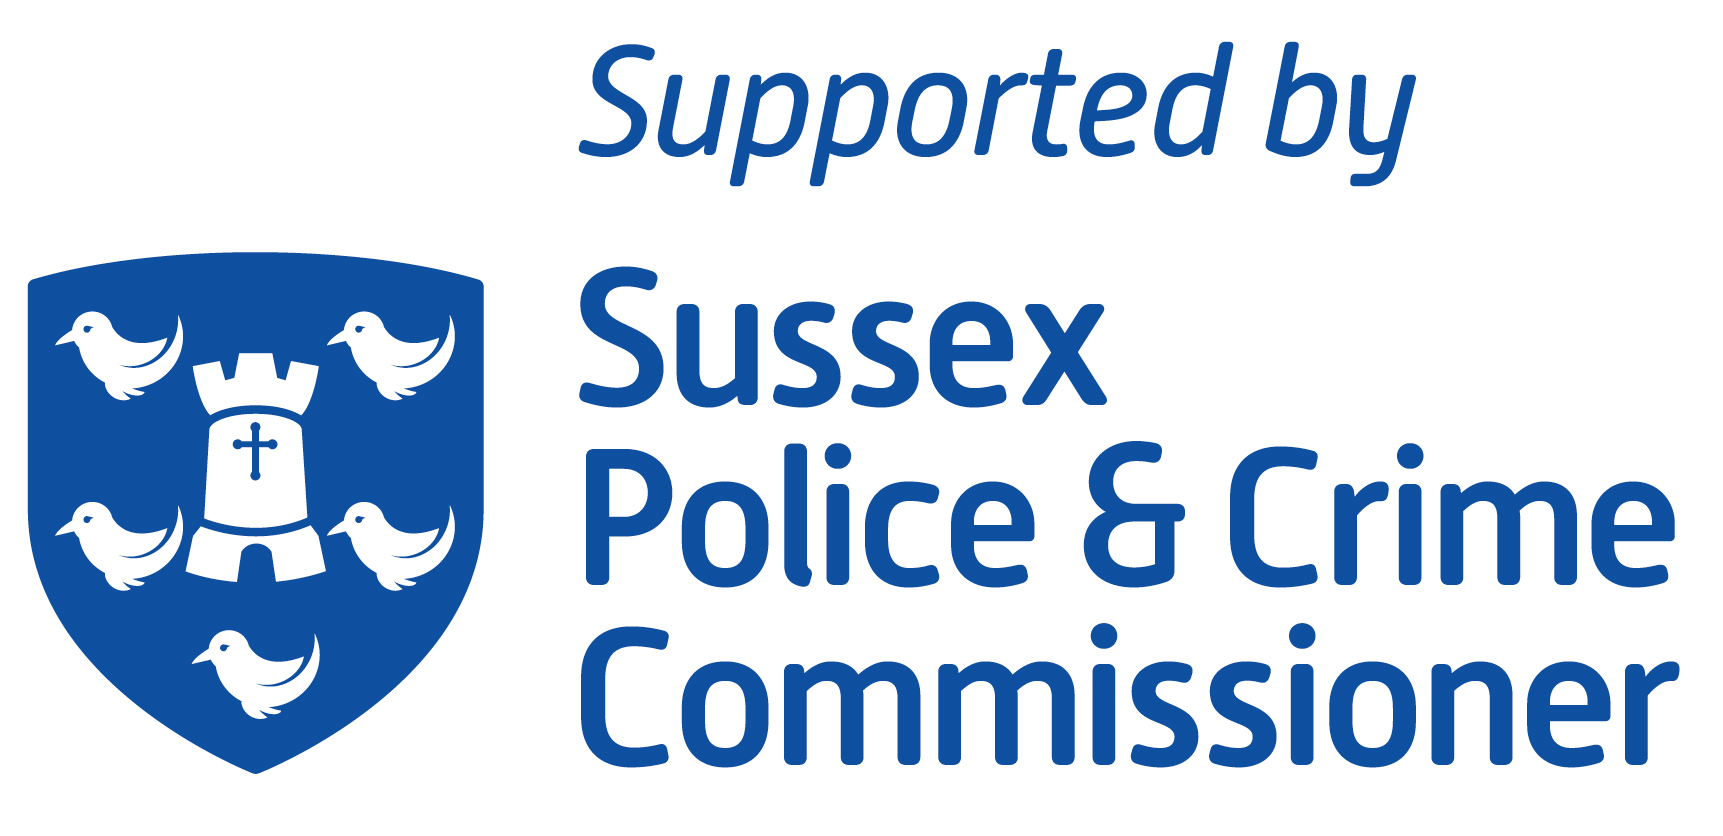 Supported by
Sussex
Police & Crime
Commissioner